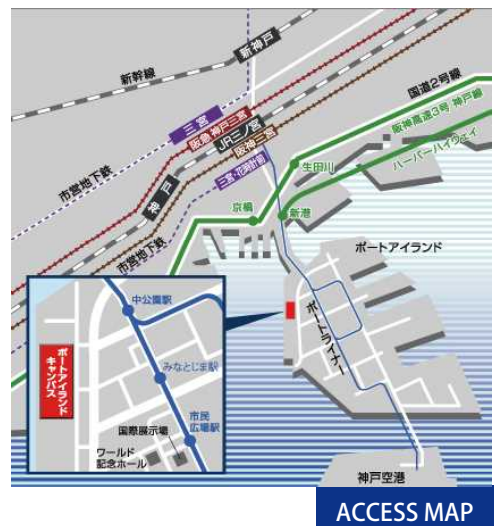 新神戸
新幹線
三宮
阪急 神戸三宮
JR三ノ宮
阪神三宮
三宮・花時計前
国道2号線
阪神高速3号 神戸線
ハーバーハイウェイ
生田川
市営地下鉄
神戸
京橋
新港
市営地下鉄
ポートアイランド
ポートライナー
中公園駅
みなとじま駅
ポートアイランド
キャンパス
市民
広場駅
国際展示場
ワールド
記念ホール
神戸空港
ACCESS MAP